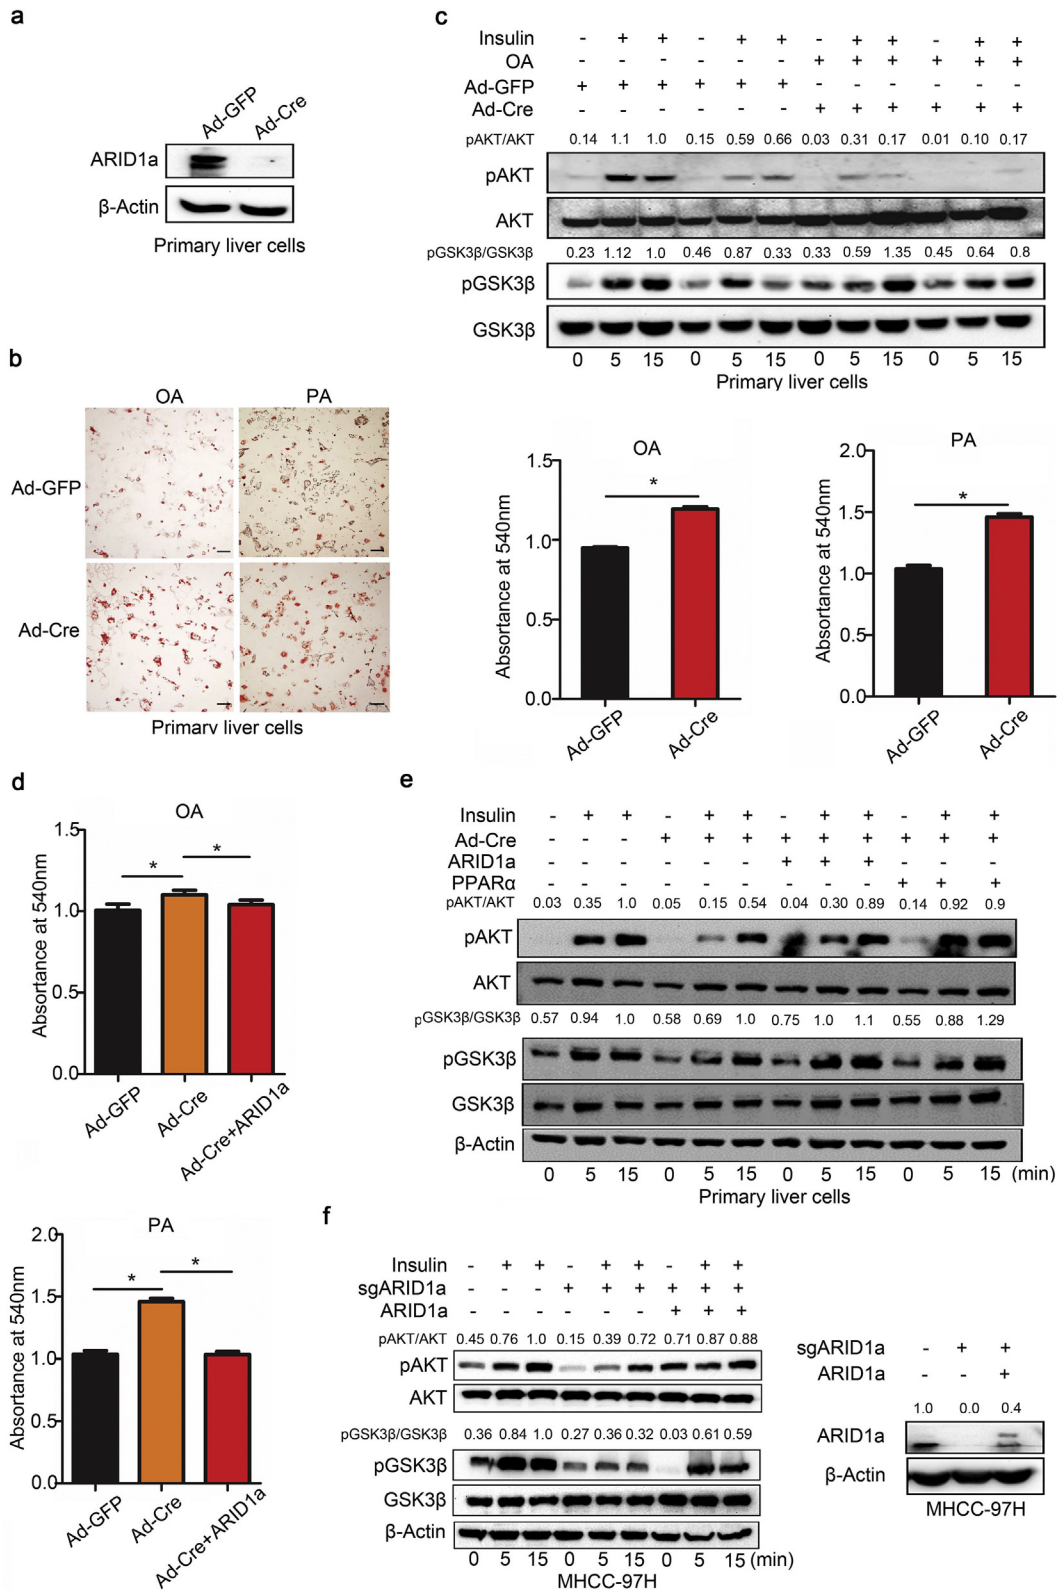 a
Ad-GFP Ad-Cre
ARID1a
β-Actin
Primary liver cells
b
OA PA
Ad-GFP
Ad-Cre
Primary liver cells
c
Insulin - + + - + + - + + - + +
OA - - - - - - + + + + + +
Ad-GFP + + + + + + - - - - - -
Ad-Cre - - - - - - + + + + + +
pAKT/AKT 0.14 1.1 1.0 0.15 0.59 0.66 0.03 0.31 0.17 0.01 0.10 0.17
pAKT
AKT
pGSK3β/GSK3β 0.23 1.12 1.0 0.46 0.87 0.33 0.33 0.59 1.35 0.45 0.64 0.8
pGSK3β
GSK3β
0 5 15 0 5 15 0 5 15 0 5 15
Primary liver cells
OA
Absortance at 540nm
1.5
1.0
0.5
0.0
*
Ad-GFP Ad-Cre
PA
Absortance at 540nm
2.0
1.5
1.0
0.5
0.0
*
Ad-GFP Ad-Cre
d
OA
Absortance at 540nm
1.5
1.0
0.5
0.0
* *
Ad-GFP Ad-Cre Ad-Cre+ARID1a
PA
Absortance at 540nm
2.0
1.5
1.0
0.5
0.0
* *
Ad-GFP Ad-Cre Ad-Cre+ARID1a
e
Insulin - + + - + + - + + - + +
Ad-Cre - - - + + + + + + + + +
ARID1a - - - - - - + + + - - -
PPARα - - - - - - - - - + + +
pAKT/AKT 0.03 0.35 1.0 0.05 0.15 0.54 0.04 0.30 0.89 0.14 0.92 0.9
pAKT
AKT
pGSK3β/GSK3β 0.57 0.94 1.0 0.58 0.69 1.0 0.75 1.0 1.1 0.55 0.88 1.29
pGSK3β
GSK3β
β-Actin
0 5 15 0 5 15 0 5 15 0 5 15 (min)
Primary liver cells
f
Insulin - + + - + + - + +
sgARID1a - - - + + + + + +
ARID1a - - - - - - + + +
pAKT/AKT 0.45 0.76 1.0 0.15 0.39 0.72 0.71 0.87 0.88
pAKT
AKT
pGSK3β/GSK3β 0.36 0.84 1.0 0.27 0.36 0.32 0.03 0.61 0.59
pGSK3β
GSK3β
β-Actin
0 5 15 0 5 15 0 5 15 (min)
MHCC-97H
sgARID1a - + +
ARID1a - - +
1.0 0.0 0.4
ARID1a
β-Actin
MHCC-97H